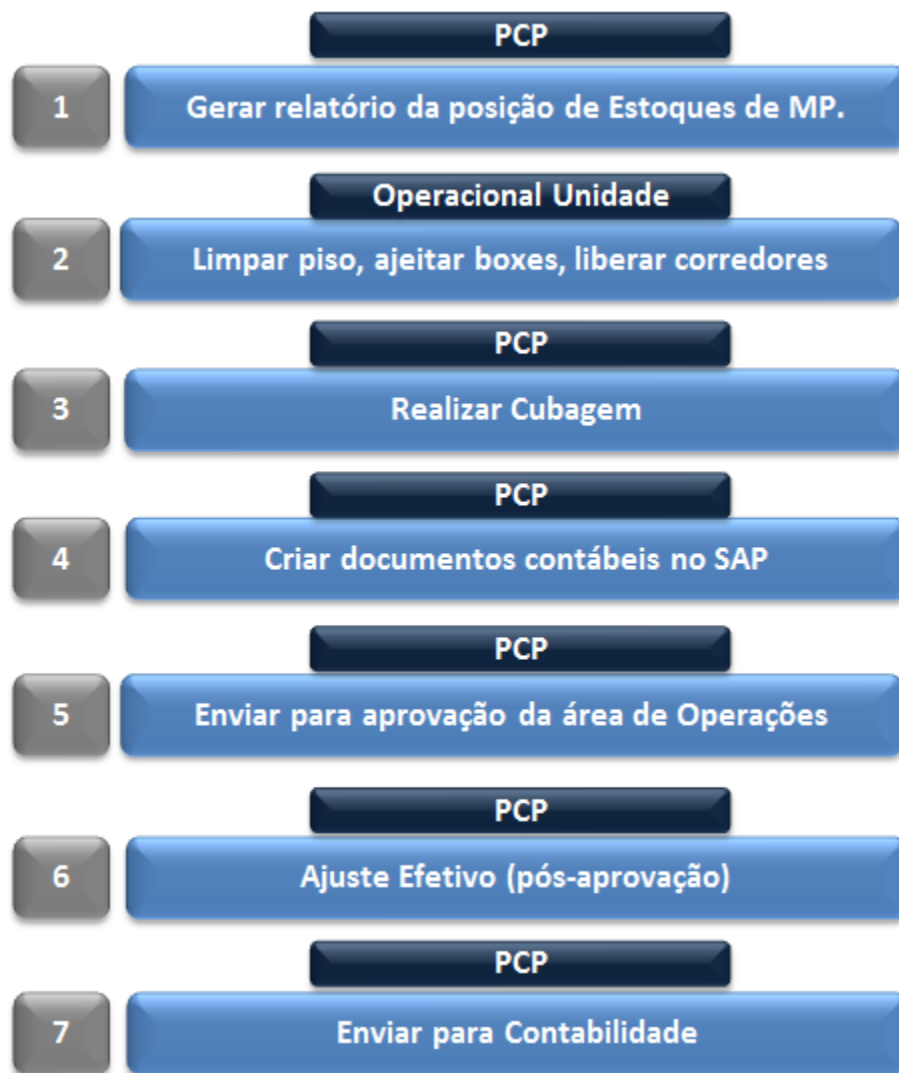 PCP
1
Gerar relatório da posição de Estoques de MP.
Operacional Unidade
2
Limpar piso, ajeitar boxes, liberar corredores
PCP
3
Realizar Cubagem
PCP
4
Criar documentos contábeis no SAP
PCP
5
Enviar para aprovação da área de Operações
PCP
6
Ajuste Efetivo (pós-aprovação)
PCP
7
Enviar para Contabilidade